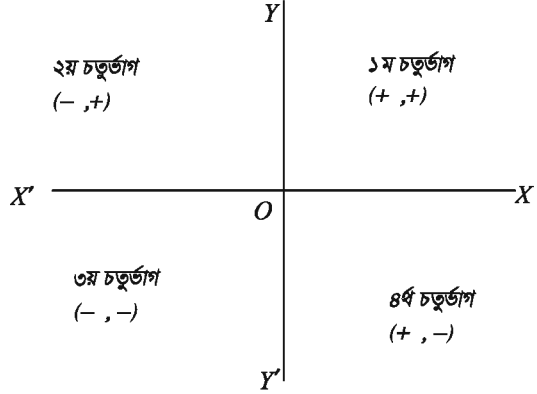 Y
২য় চতুর্ভাগ
(– ,+)
১ম চতুর্ভাগ
(+ ,+)
X′
O
X
৩য় চতুর্ভাগ
(– , –)
৪র্থ চতুর্ভাগ
(+ , –)
Y′